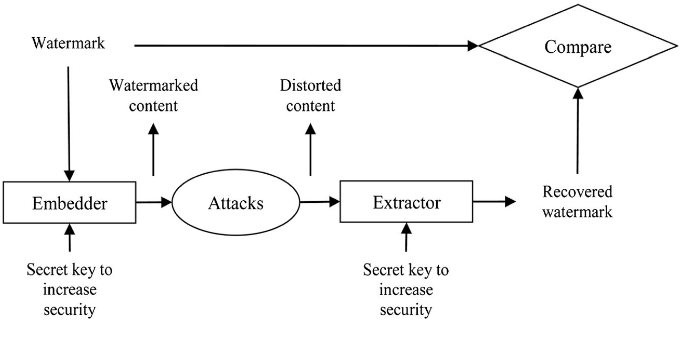 Watermark
Compare
Watermarked
content
Distorted
content
Embedder
Attacks
Extractor
Recovered
watermark
Secret key to
increase
security
Secret key to
increase
security